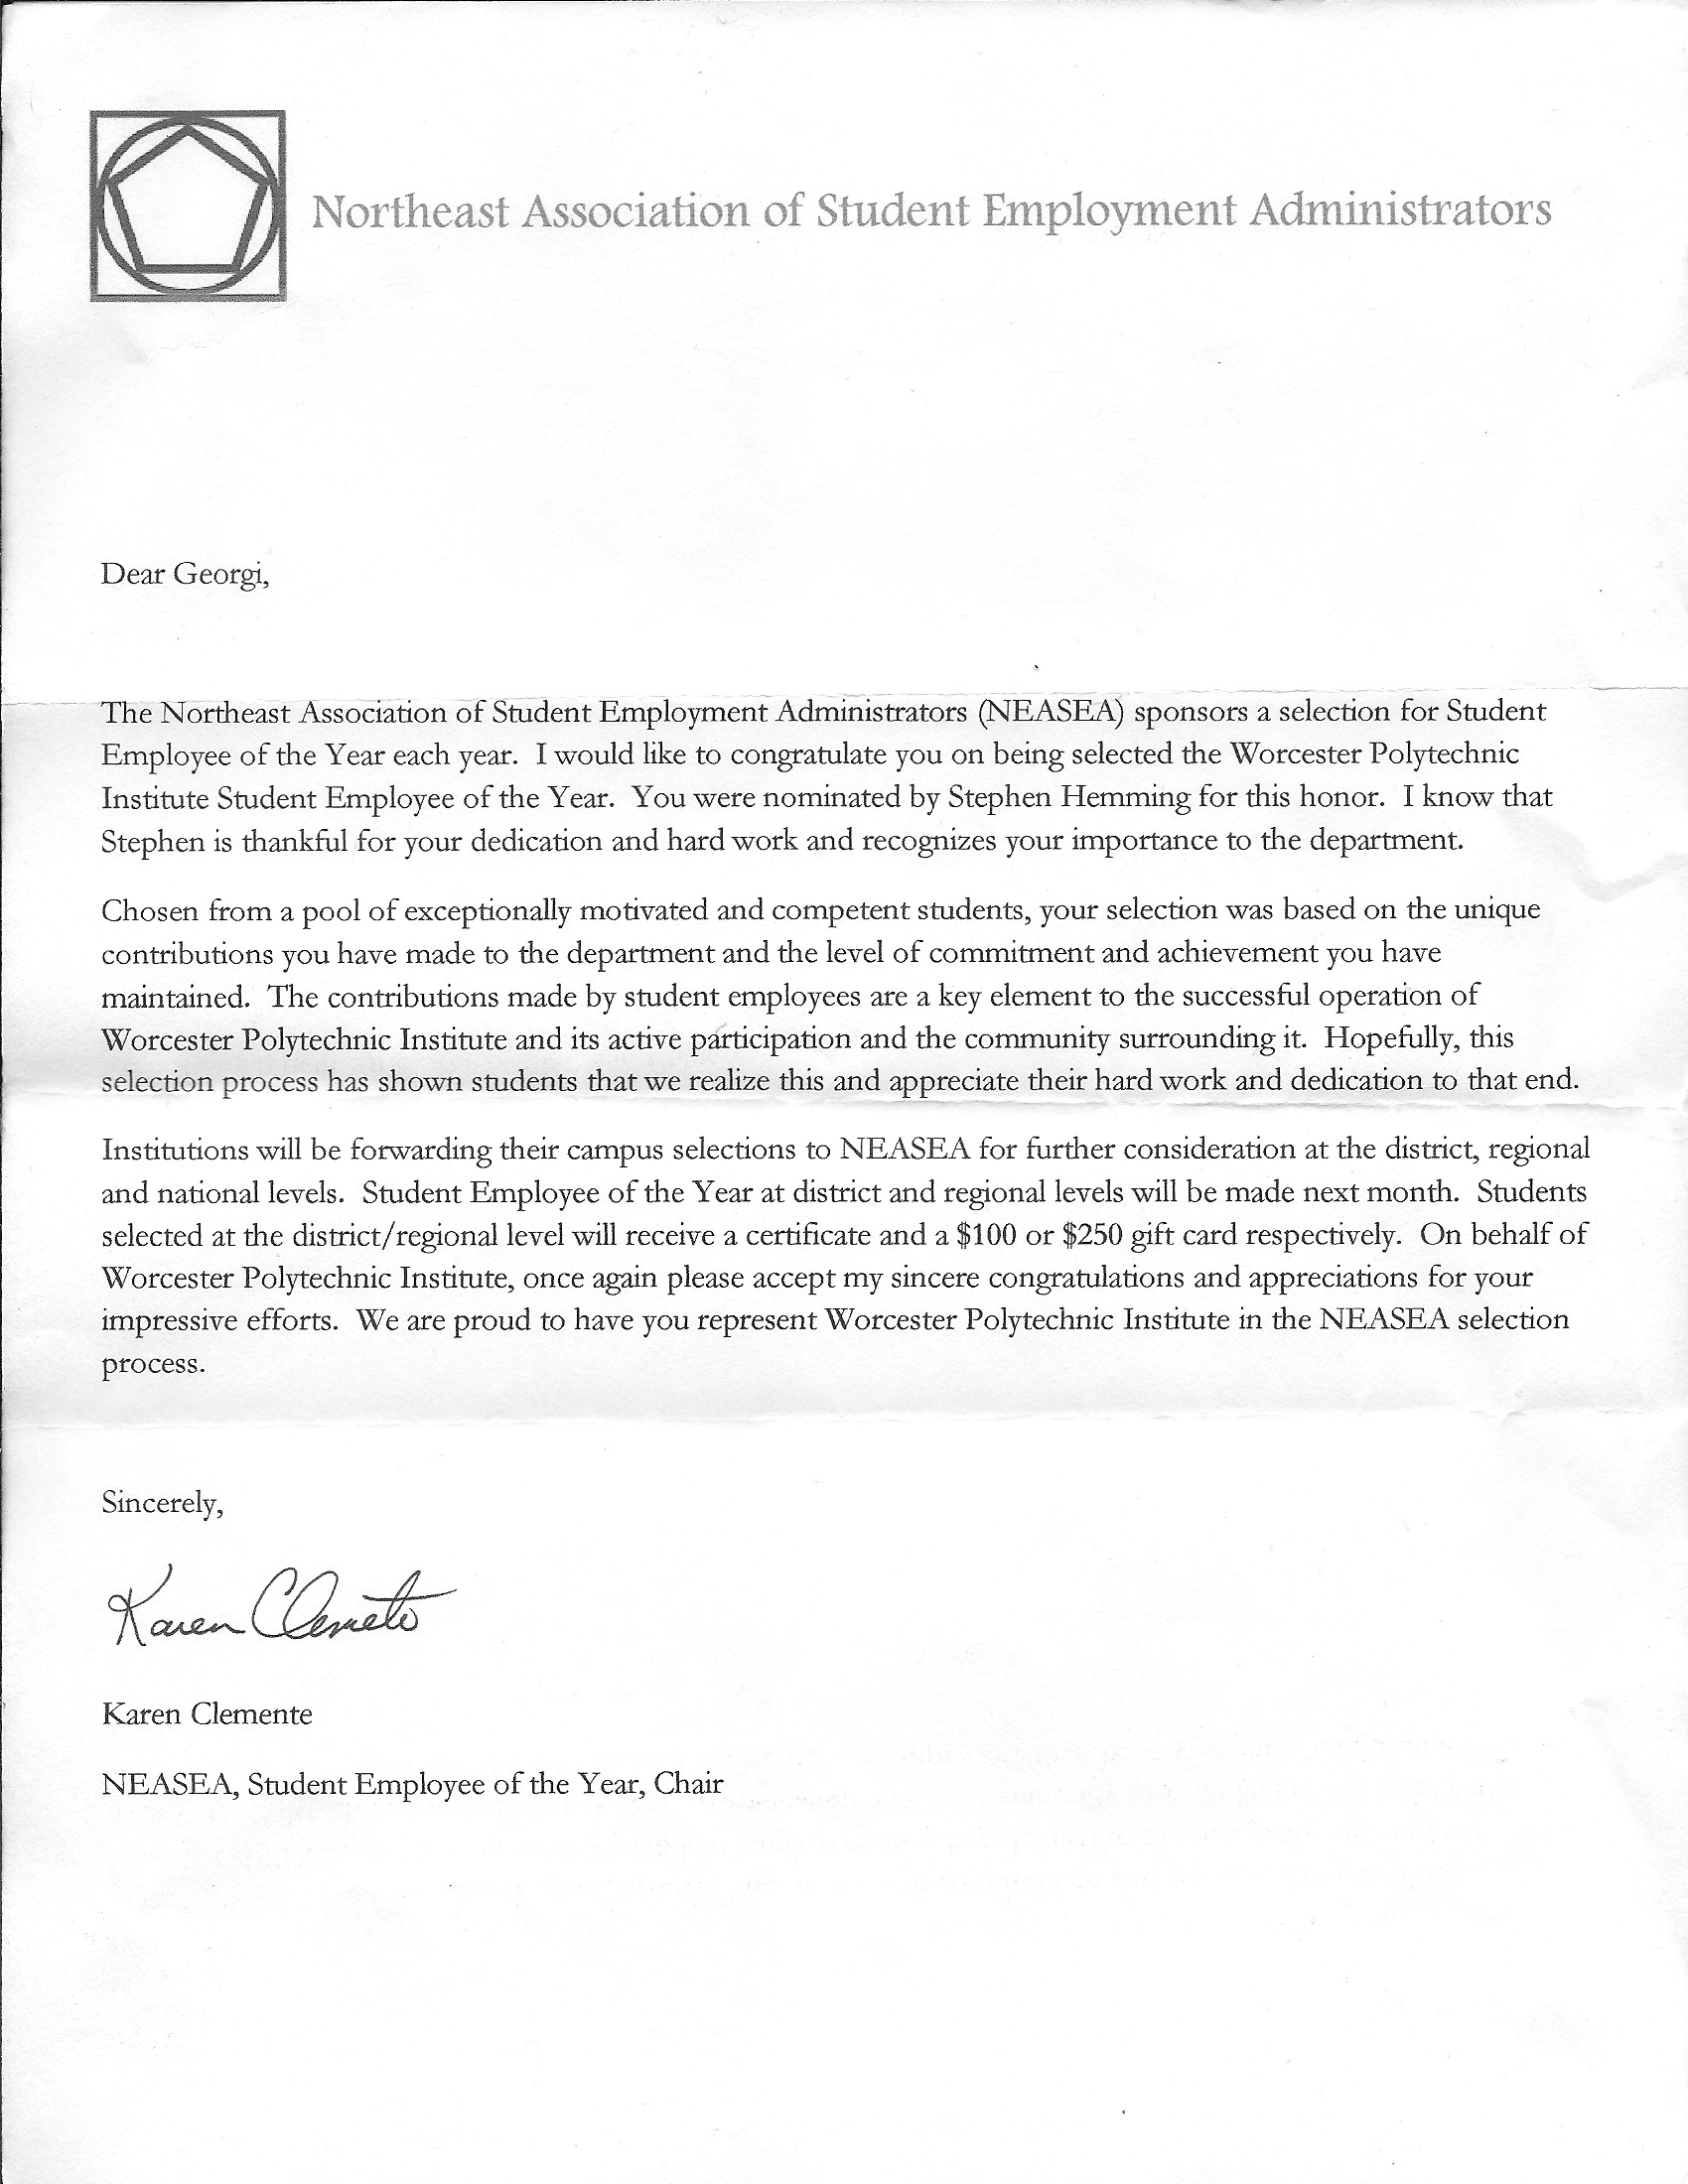 Northeast Association of Student Employment Administrators
Dear Georgi,
The Northeast Association of Student Employment Administrators (NEASEA) sponsors a selection for Student
Employee of the Year each year.  I would like to congratulate you on being selected the Worcester Polytechnic
Institute Student Employee of the Year.  You were nominated by Stephen Hemming for this honor.  I know that
Stephen is thankful for your dedication and hard work and recognizes your importance to the department.
Chosen from a pool of exceptionally motivated and competent students, your selection was based on the unique
contributions you have made to the department and the level of commitment and achievement you have
maintained.  The contributions made by student employees are a key element to the successful operation of
Worcester Polytechnic Institute and its active participation and the community surrounding it.  Hopefully, this
selection process has shown students that we realize this and appreciate their hard work and dedication to that end.
Institutions will be forwarding their campus selections to NEASEA for further consideration at the district, regional
and national levels.  Student Employee of the Year at district and regional levels will be made next month.  Students
selected at the district/regional level will receive a certificate and a $100 or $250 gift card respectively.  On behalf of
Worcester Polytechnic Institute, once again please accept my sincere congratulations and appreciations for your
impressive efforts.  We are proud to have you represent Worcester Polytechnic Institute in the NEASEA selection
process.
Sincerely,
Karen Clemente
Karen Clemente
NEASEA, Student Employee of the Year, Chair